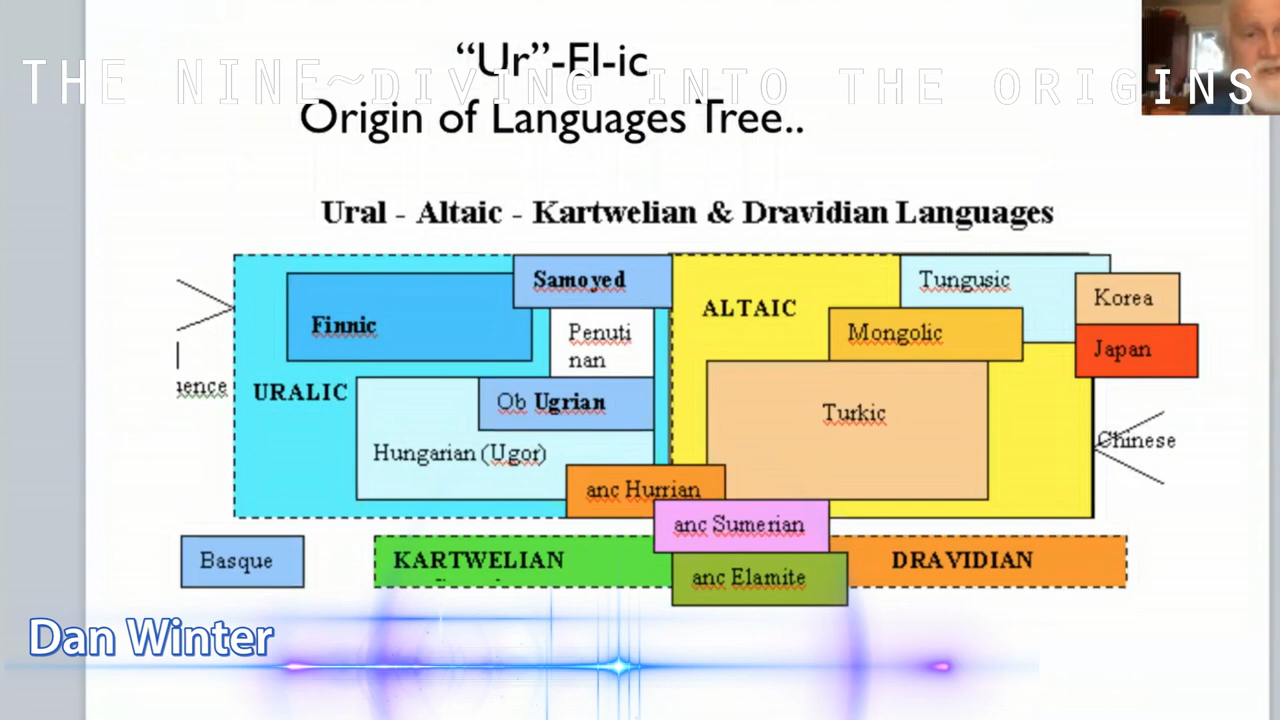 “Ur”-El-ic
THE NINE~DIVING INTO THE ORIGINS
Origin of Languages Tree..
Ural - Altaic - Kartwelian & Dravidian Languages
Samoyed
Tungusic
Korea
Finnic
ALTAIC
Penuti
nan
Mongolic
Japan
uence
URALIC
Ob Ugrian
Turkic
Hungarian (Ugor)
Chinese
anc Hurrian
anc Sumerian
Basque
KARTWELIAN
DRAVIDIAN
anc Elamite
Dan Winter